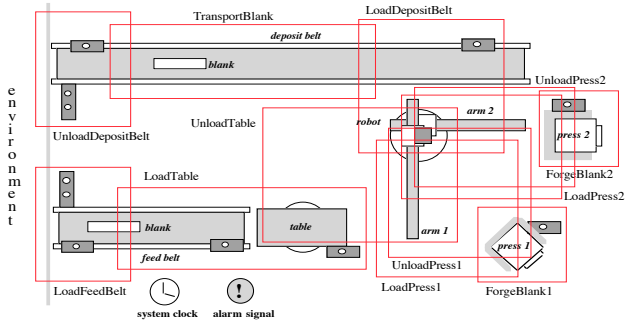 TransportBlank
LoadDepositBelt
deposit belt
blank
UnloadPress2
environment
UnloadDepositBelt
UnloadTable
robot
arm 2
press 2
ForgeBlank2
LoadTable
LoadPress2
blank
table
arm 1
press 1
feed belt
UnloadPress1
LoadFeedBelt
LoadPress1
ForgeBlank1
!
system clock
alarm signal